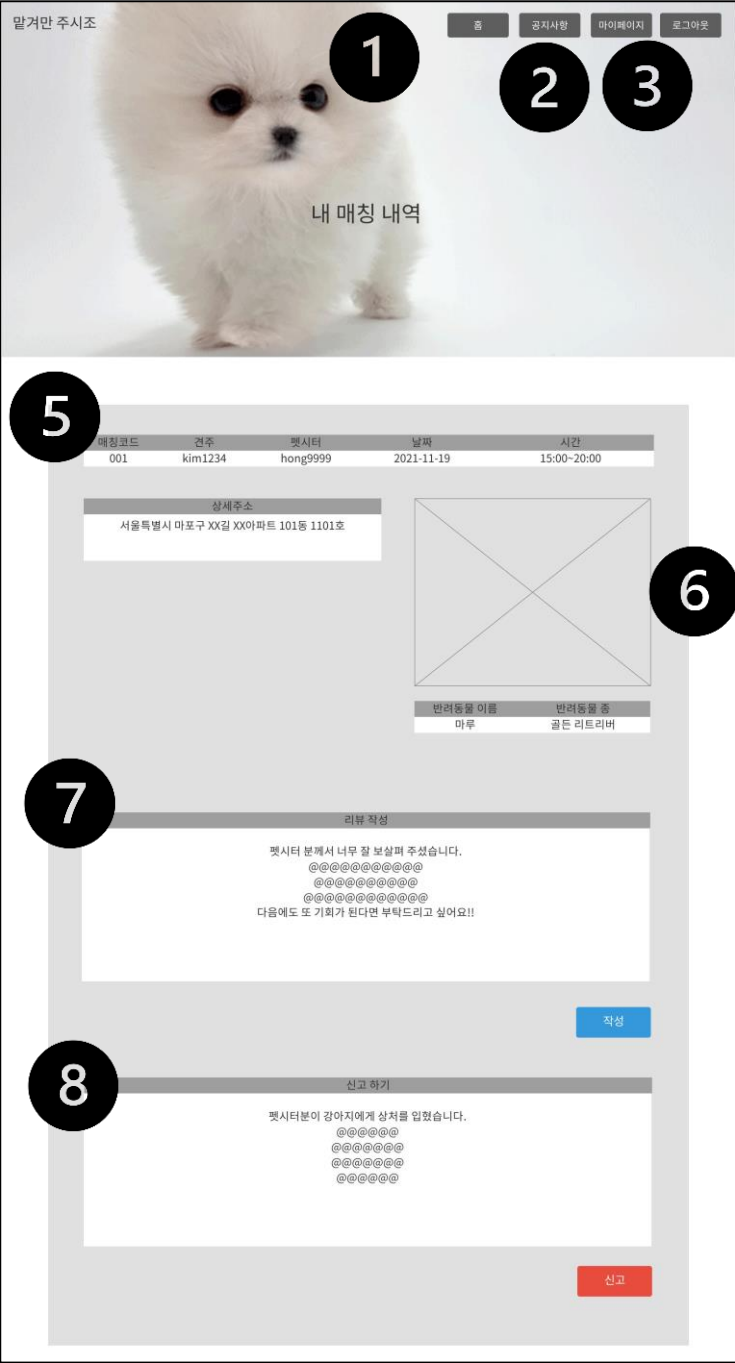 맡겨만 주시조
홈
공지사항
마이페이지
로그아웃
1
2
3
내 매칭 내역
5
매칭코드 견주 펫시터 날짜 시간
001 kim1234 hong9999 2021-11-19 15:00~20:00
상세주소
서울특별시 마포구 XX길 XX아파트 101동 1101호
6
반려동물 이름 반려동물 종
마루 골든 리트리버
7
리뷰 작성
펫시터 분께서 너무 잘 보살펴 주셨습니다.
@@@@@@@@@@@
@@@@@@@@@@
@@@@@@@@@@@@
다음에도 또 기회가 된다면 부탁드리고 싶어요!!
작성
8
신고 하기
펫시터분이 강아지에게 상처를 입혔습니다.
@@@@@@
@@@@@@@
@@@@@@@
@@@@@@
신고